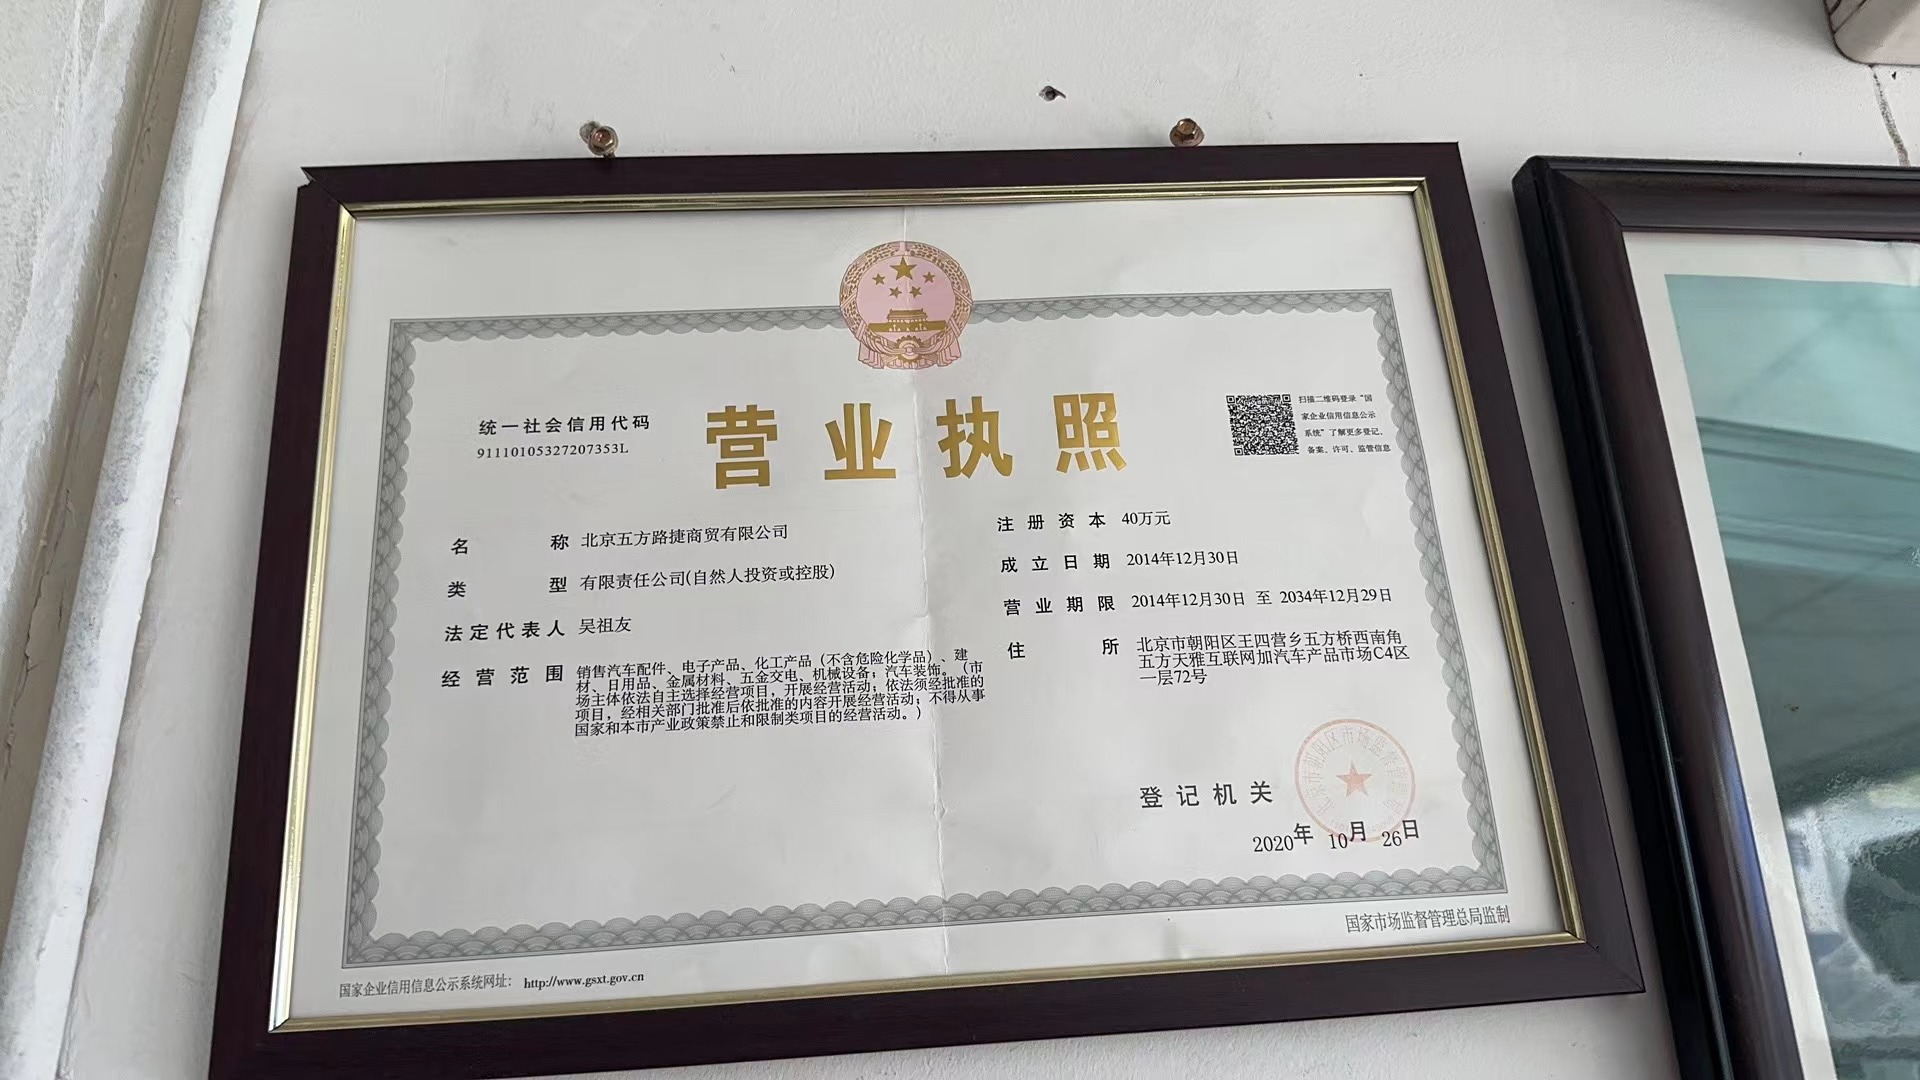 统一社会信用代码
91110105327207353L
营业执照
扫描二维码登录“国
家企业信用信息公示
系统”了解更多登记、
备案、许可、监管信息
名 称 北京五方路捷商贸有限公司
类 型 有限责任公司(自然人投资或控股)
法定代表人 吴祖友
经营范围 销售汽车配件、电子产品、化工产品（不含危险化学品）、建
材、日用品、金属材料、五金交电、机械设备；汽车装饰。（市
场主体依法自主选择经营项目，开展经营活动；依法须经批准的
项目，经相关部门批准后依批准的内容开展经营活动；不得从事
国家和本市产业政策禁止和限制类项目的经营活动。）
注册资本 40万元
成立日期 2014年12月30日
营业期限 2014年12月30日 至 2034年12月29日
住 所 北京市朝阳区王四营乡五方桥西南角
五方天雅互联网加汽车产品市场C4区
一层72号
登记机关
2020年 10月 26日
国家企业信用信息公示系统网址： http://www.gsxt.gov.cn
国家市场监督管理总局监制